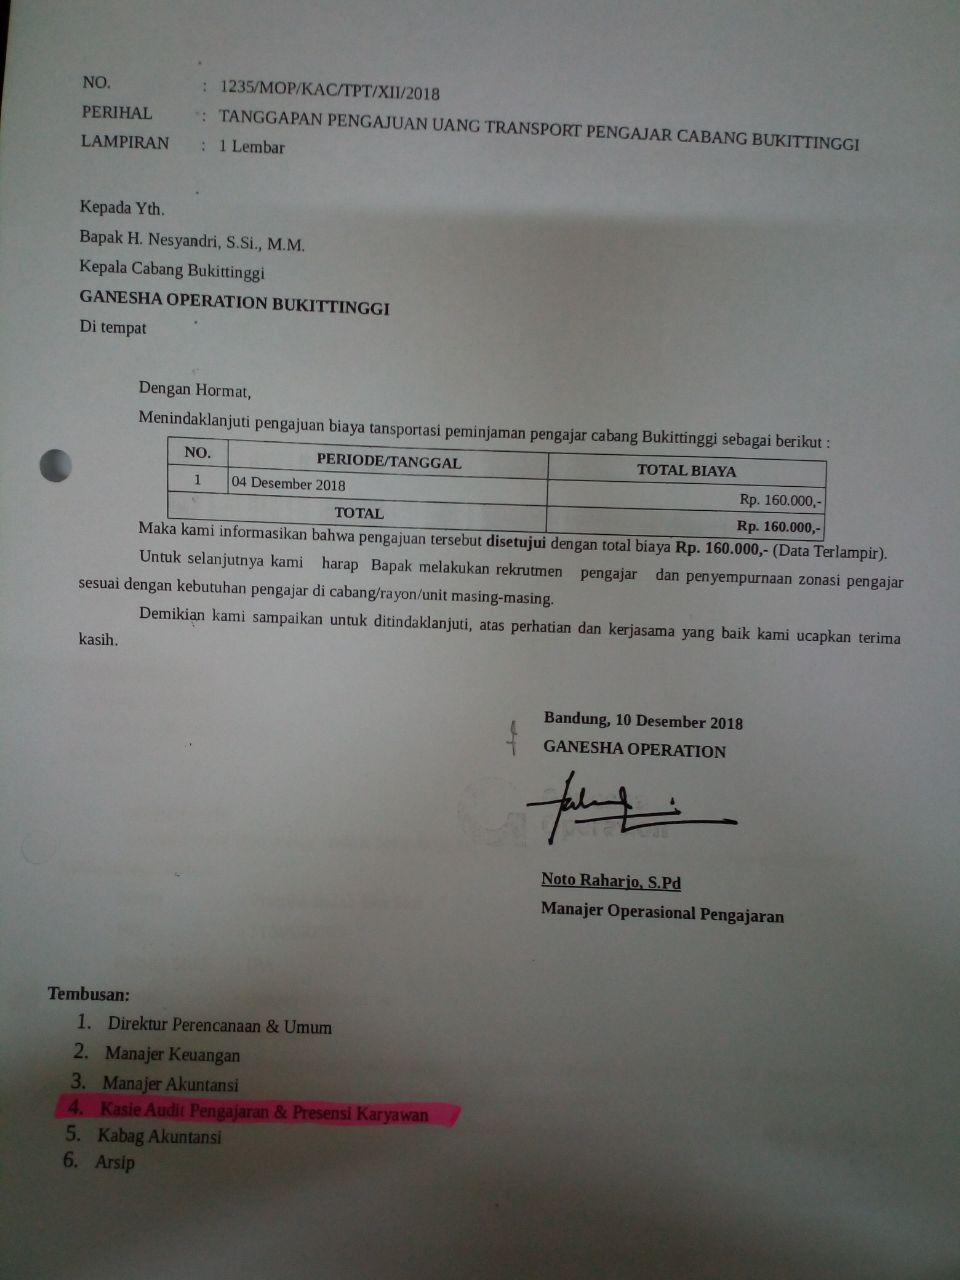 NO. : 1235/MOP/KAC/TPT/XII/2018
PERIHAL : TANGGAPAN PENGAJUAN UANG TRANSPORT PENGAJAR CABANG BUKITTINGGI
LAMPIRAN : 1 Lembar
Kepada Yth.
Bapak H. Nesyandri, S.Si., M.M.
Kepala Cabang Bukittinggi
GANESHA OPERATION BUKITTINGGI
Di tempat
Dengan Hormat,
Menindaklanjuti pengajuan biaya tansportasi peminjaman pengajar cabang Bukittinggi sebagai berikut :
NO. PERIODE/TANGGAL TOTAL BIAYA
1 04 Desember 2018 Rp. 160.000,-
TOTAL Rp. 160.000,-
Maka kami informasikan bahwa pengajuan tersebut disetujui dengan total biaya Rp. 160.000,- (Data Terlampir).
Untuk selanjutnya kami harap Bapak melakukan rekrutmen pengajar dan penyempurnaan zonasi pengajar
sesuai dengan kebutuhan pengajar di cabang/rayon/unit masing-masing.
Demikian kami sampaikan untuk ditindaklanjuti, atas perhatian dan kerjasama yang baik kami ucapkan terima
kasih.
Bandung, 10 Desember 2018
GANESHA OPERATION
Noto Raharjo, S.Pd
Manajer Operasional Pengajaran
Tembusan:
1. Direktur Perencanaan & Umum
2. Manajer Keuangan
3. Manajer Akuntansi
4. Kasie Audit Pengajaran & Presensi Karyawan
5. Kabag Akuntansi
6. Arsip